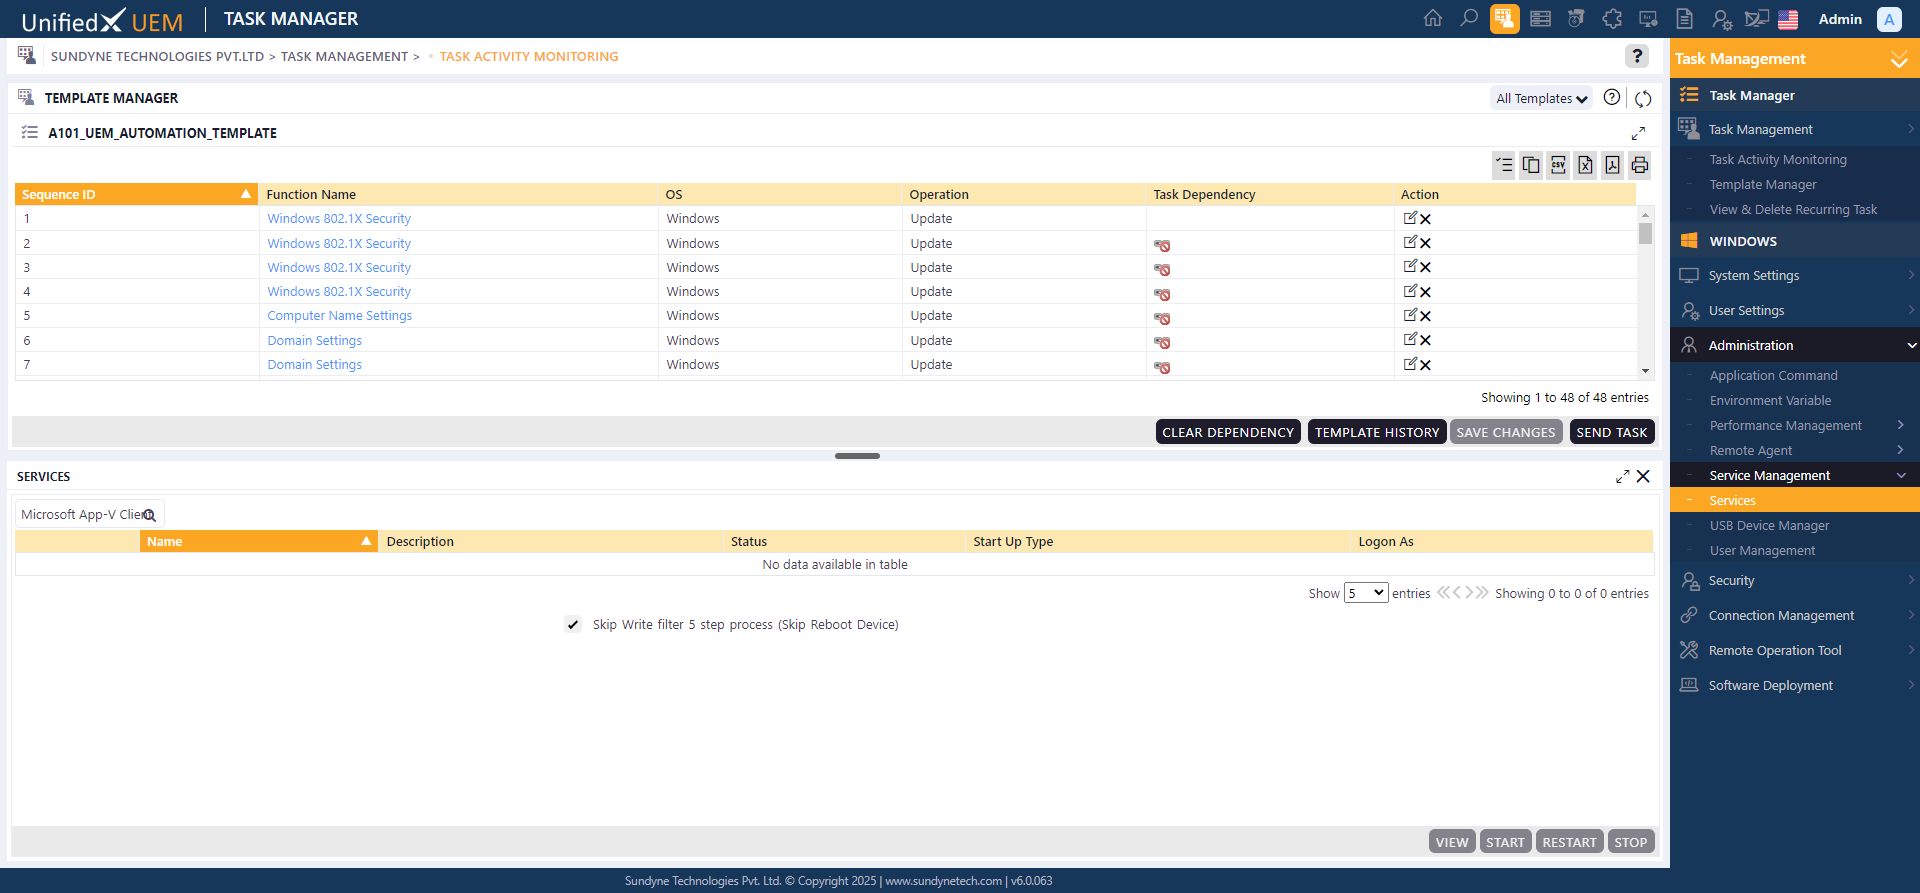 UnifiedX UEM TASK MANAGER Admin A
SUNDYNE TECHNOLOGIES PVT.LTD > TASK MANAGEMENT > • TASK ACTIVITY MONITORING ?
TEMPLATE MANAGER All Templates ?
A101_UEM_AUTOMATION_TEMPLATE
CSV X
Sequence ID Function Name OS Operation Task Dependency Action
1 Windows 802.1X Security Windows Update
2 Windows 802.1X Security Windows Update
3 Windows 802.1X Security Windows Update
4 Windows 802.1X Security Windows Update
5 Computer Name Settings Windows Update
6 Domain Settings Windows Update
7 Domain Settings Windows Update
Showing 1 to 48 of 48 entries
CLEAR DEPENDENCY TEMPLATE HISTORY SAVE CHANGES SEND TASK
SERVICES
Microsoft App-V Client
Name Description Status Start Up Type Logon As
No data available in table
Show 5 entries Showing 0 to 0 of 0 entries
Skip Write filter 5 step process (Skip Reboot Device)
VIEW START RESTART STOP
Task Management
Task Manager
Task Management
Task Activity Monitoring
Template Manager
View & Delete Recurring Task
WINDOWS
System Settings
User Settings
Administration
Application Command
Environment Variable
Performance Management
Remote Agent
Service Management
Services
USB Device Manager
User Management
Security
Connection Management
Remote Operation Tool
Software Deployment
Sundyne Technologies Pvt. Ltd. © Copyright 2025 | www.sundynetech.com | v6.0.063